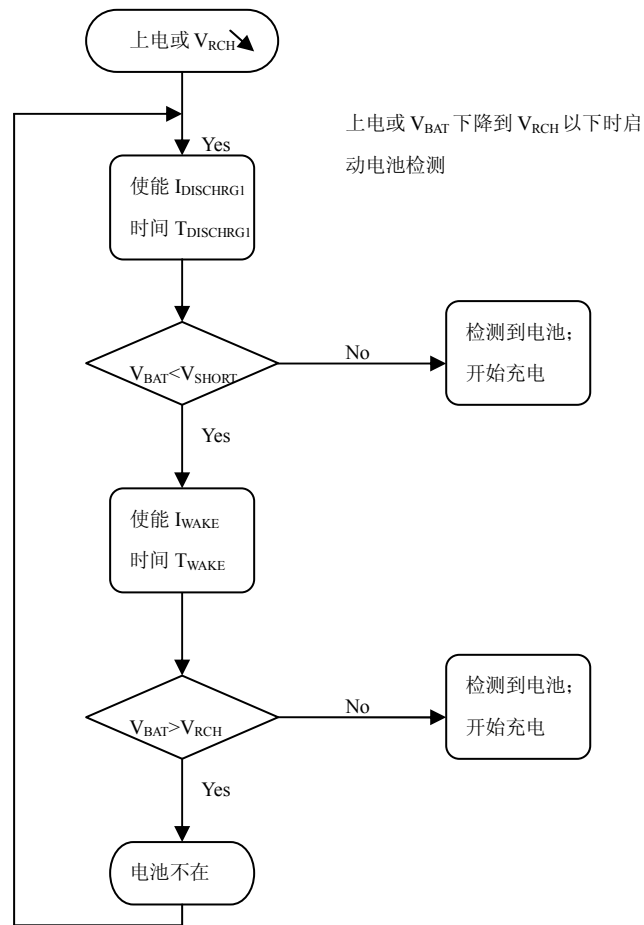 上电或 VRCH
上电或 VBAT 下降到 VRCH 以下时启
动电池检测
Yes
使能 IDISCHRG1
时间 TDISCHRG1
VBAT<VSHORT
No
检测到电池；
开始充电
Yes
使能 IWAKE
时间 TWAKE
VBAT>VRCH
No
检测到电池；
开始充电
Yes
电池不在